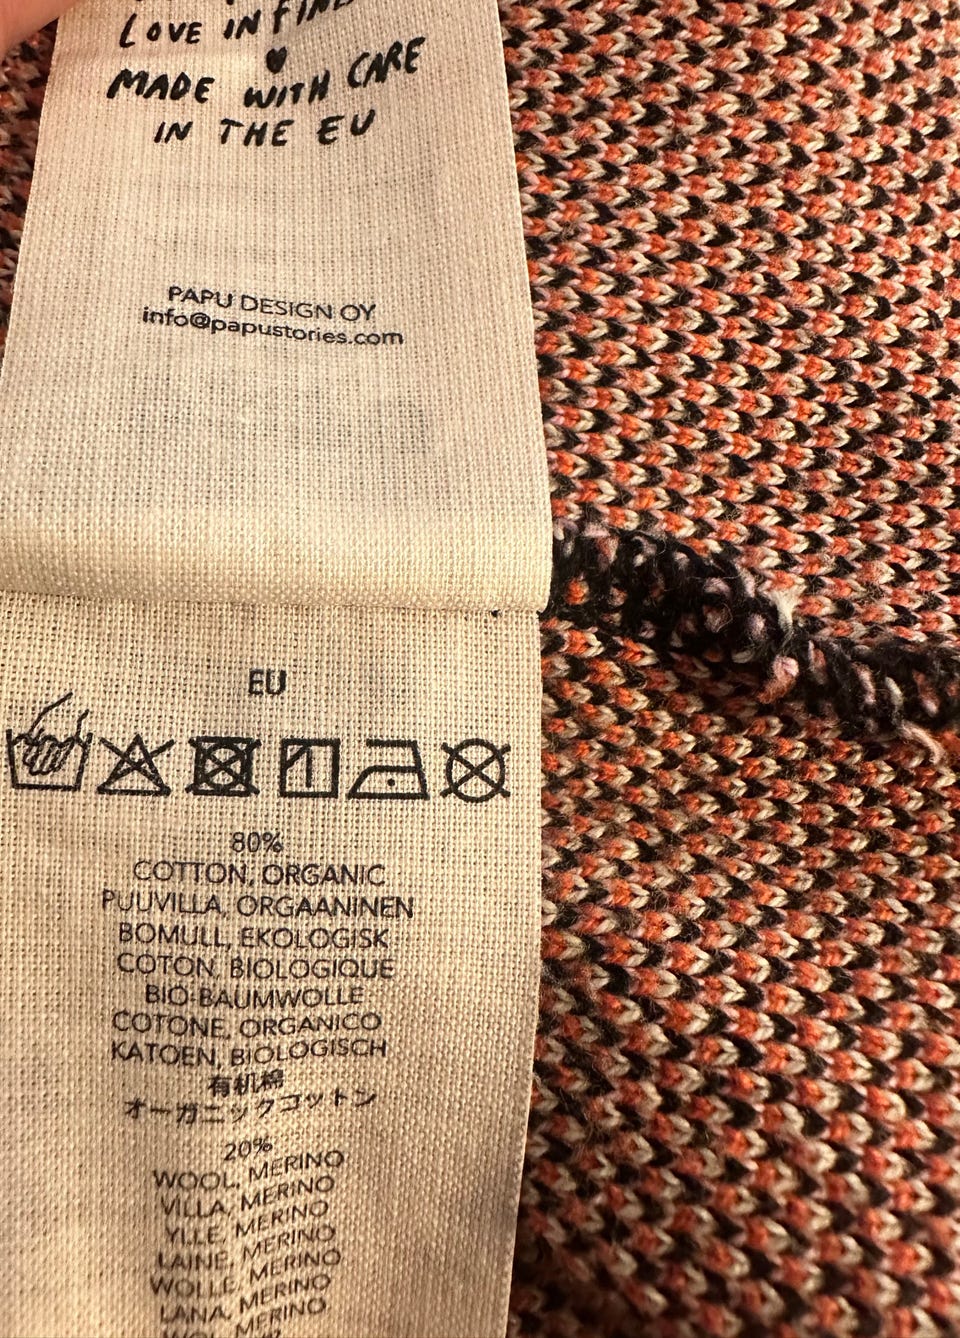 LOVE IN
MADE WITH CARE
IN THE EU
PAPU DESIGN OY
info@papustories.com
EU
80%
COTTON, ORGANIC
PUUVILLA, ORGAANINEN
BOMULL, EKOLOGISK
COTON, BIOLOGIQUE
BIO-BAUMWOLLE
COTONE, ORGANICO
KATOEN, BIOLOGISCH
有机棉
オーガニックコットン
20%
WOOL, MERINO
VILLA, MERINO
YLLE, MERINO
LAINE, MERINO
WOLLE, MERINO
LANA, MERINO
WOL, MERINO